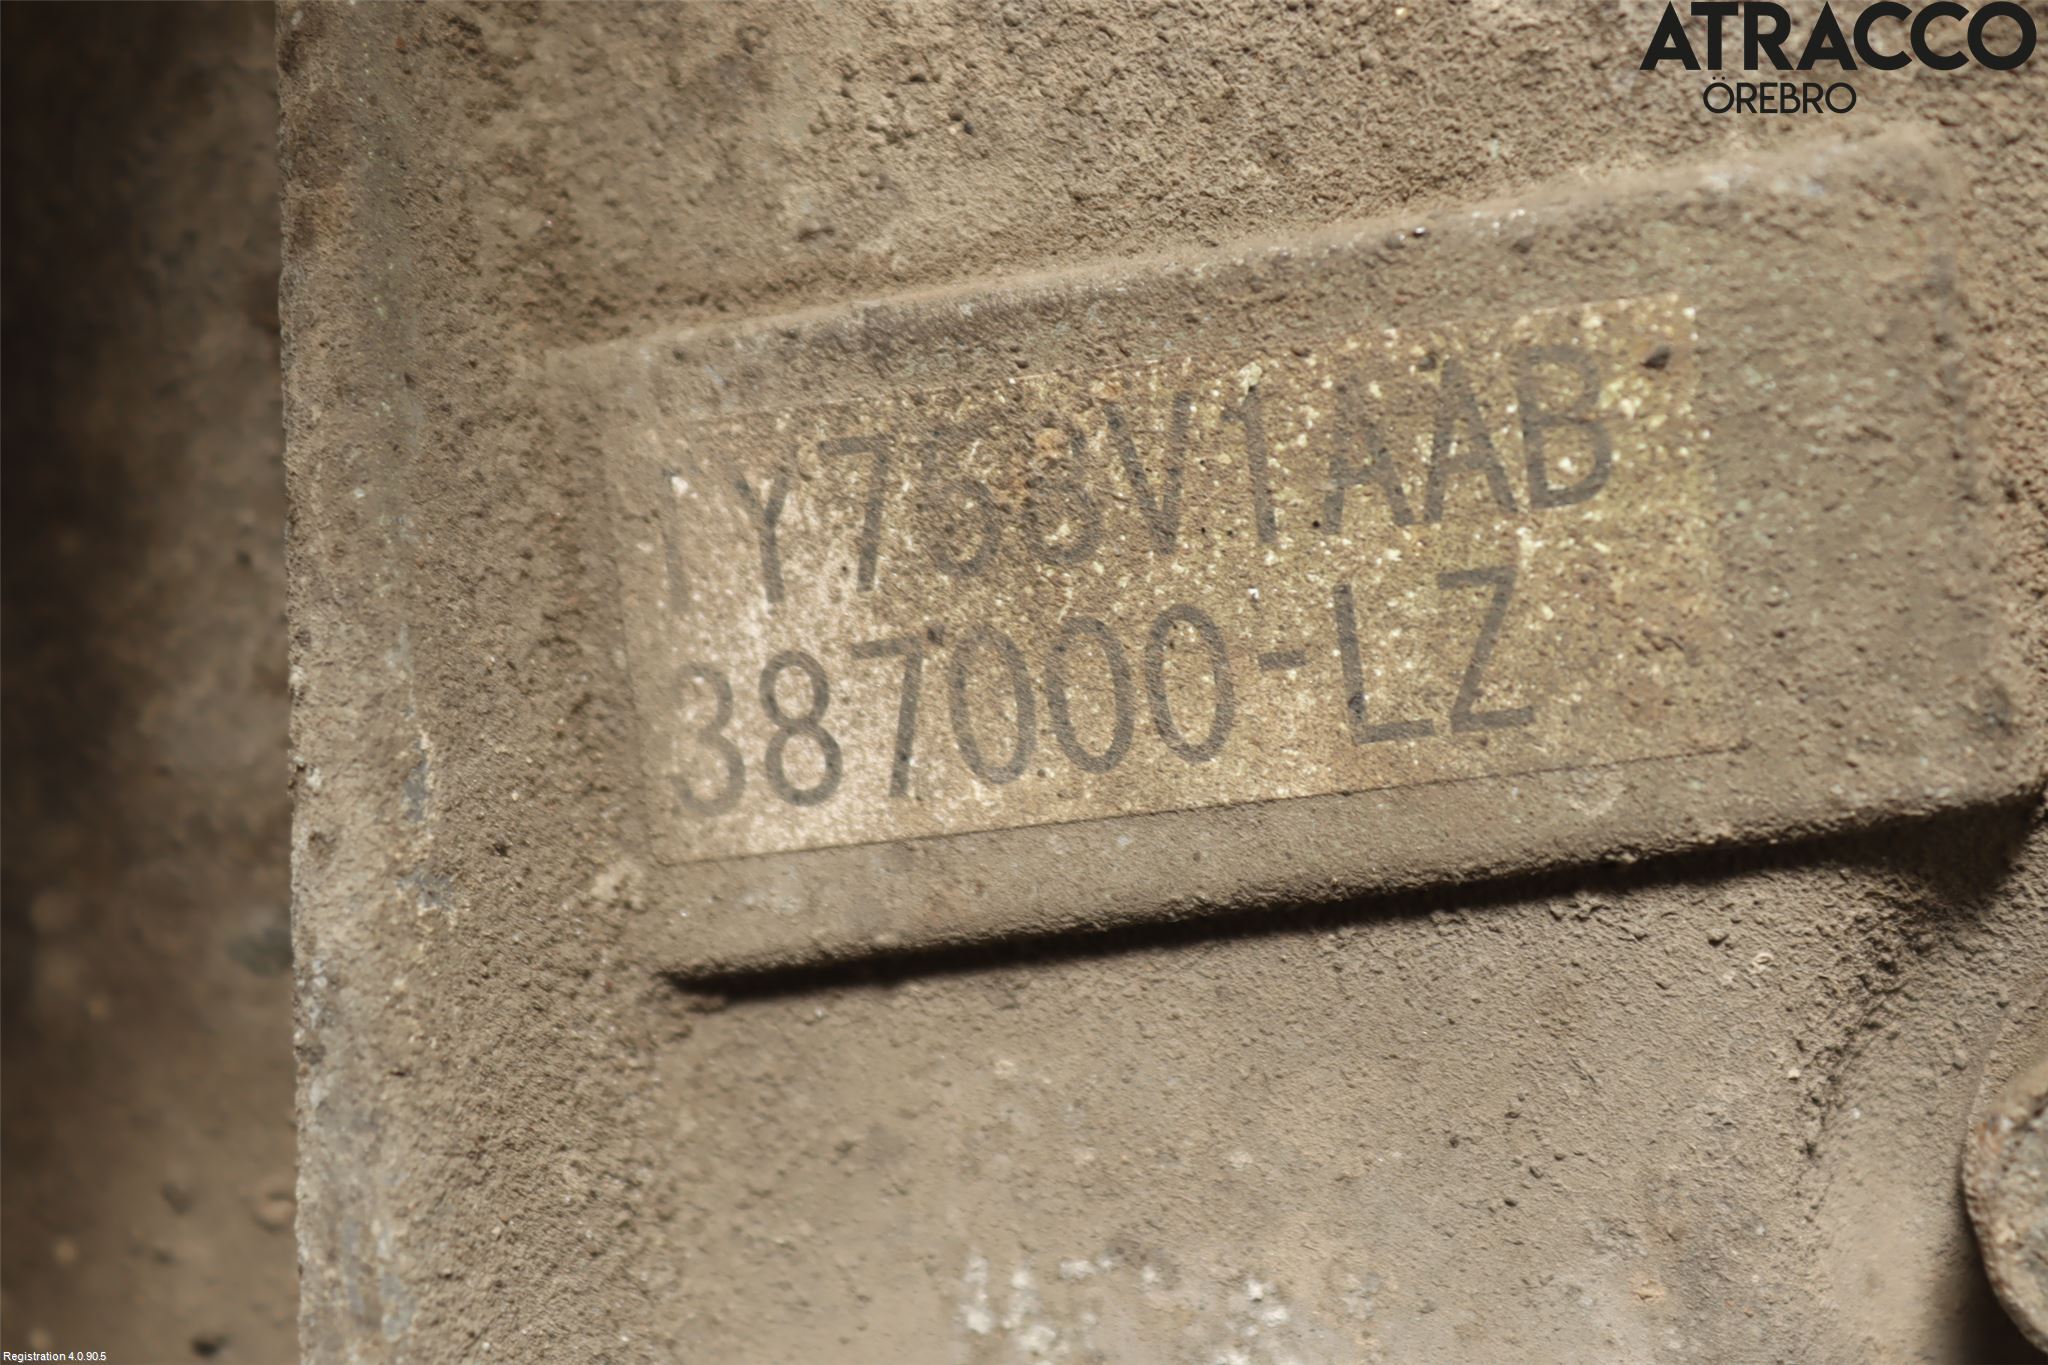 ATRACCO
ÖREBRO
TY753V1AAB
387000-LZ
Registration 4.0.90.5